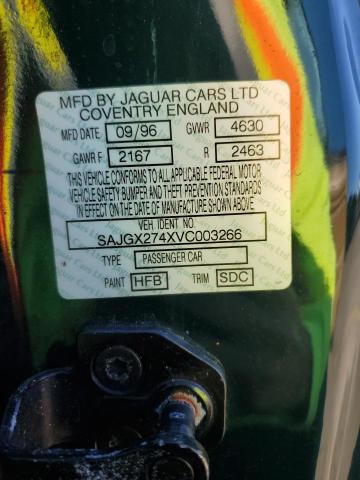 MFD BY JAGUAR CARS LTD
COVENTRY ENGLAND
MFD DATE 09/96 GVWR 4630
GAWR F 2167 R 2463
THIS VEHICLE CONFORMS TO ALL APPLICABLE FEDERAL MOTOR
VEHICLE SAFETY BUMPER AND THEFT PREVENTION STANDARDS
IN EFFECT ON THE DATE OF MANUFACTURE SHOWN ABOVE.
VEH. IDENT NO.
SAJGX274XVC003266
TYPE PASSENGER CAR
PAINT HFB TRIM SDC